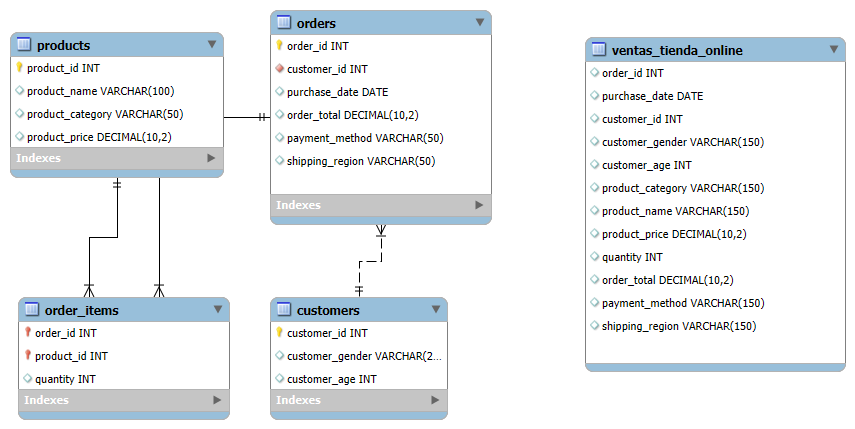 products
product_id INT
product_name VARCHAR(100)
product_category VARCHAR(50)
product_price DECIMAL(10,2)
Indexes
orders
order_id INT
customer_id INT
purchase_date DATE
order_total DECIMAL(10,2)
payment_method VARCHAR(50)
shipping_region VARCHAR(50)
Indexes
ventas_tienda_online
order_id INT
purchase_date DATE
customer_id INT
customer_gender VARCHAR(150)
customer_age INT
product_category VARCHAR(150)
product_name VARCHAR(150)
product_price DECIMAL(10,2)
quantity INT
order_total DECIMAL(10,2)
payment_method VARCHAR(150)
shipping_region VARCHAR(150)
order_items
order_id INT
product_id INT
quantity INT
Indexes
customers
customer_id INT
customer_gender VARCHAR(2...
customer_age INT
Indexes